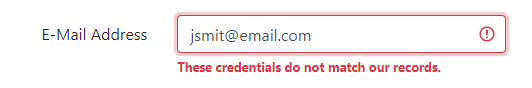 E-Mail Address jsmit@email.com
These credentials do not match our records.